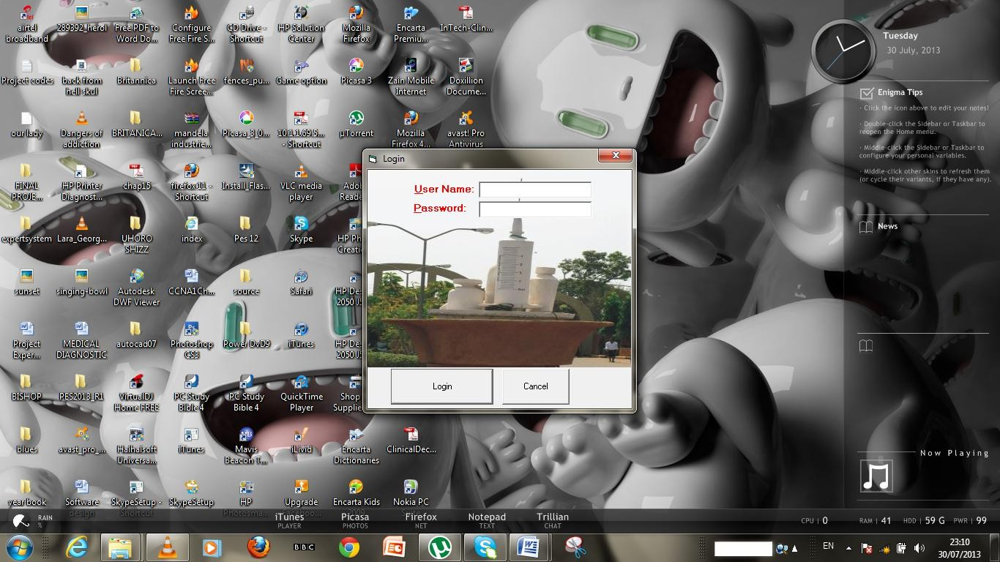 airtel
broadband
289392_herol
Free PDF to
Word Do...
Configure
Free Fire S...
CD Drive -
Shortcut
HP Solution
Center
Mozilla
Firefox
Encarta
Premiu...
InTech-Clin...
Project codes
back from
hell skul
Britannica
Launch Free
Fire Scree...
fences_pu...
Game option
Picasa 3
Zain Mobile
Internet
Doxillion
Docume...
our lady
Dangers of
addiction
BRITANICA...
mandela
industrie...
Picasa_3_0...
10.1.1.69.5...
- Shortcut
µTorrent
Mozilla
Firefox 4...
avast! Pro
Antivirus
FINAL
PROJE...
HP Printer
Diagnost...
chap15
firefox11 -
Shortcut
Install_Flas...
VLC media
player
Adob
Reade
expertsystem
Lara_Georg...
UHORO
SHIZZ
index
Pes 12
Skype
HP Ph
Creati
sunset
singing-bowl
Autodesk
DWF Viewer
CCNA1Ch...
source
Safari
HP Des
2050 J5
Project
Exper...
MEDICAL
DIAGNOSTIC
autocad07
Photoshop
CS3
PowerDvD9
iTunes
HP Des
2050 J5
BISHOP
PES2013_R1
VirtualDJ
Home FREE
PC Study
Bible 4
PC Study
Bible 4
QuickTime
Player
Shop
Supplie
blues
avast_pro_...
Halhaisoft
Universa...
iTunes
Mavis
Beacon T...
iLivid
Encarta
Dictionaries
ClinicalDec...
year book
Software
design
SkypeSetup -
Shortcut
SkypeSetup
HP
Photosma...
Upgrade
Encarta Kids
Nokia PC
Login
User Name:
Password:
Login
Cancel
Tuesday
30 July, 2013
Enigma Tips
· Click the icon above to edit your notes!
· Double-click the Sidebar or Taskbar to
reopen the Home menu.
· Middle-click the Sidebar or Taskbar to
configure your personal variables.
· Middle-click other skins to refresh them
(or cycle their variants, if they have any).
News
Now Playing
RAIN
%
iTunes
PLAYER
Picasa
PHOTOS
Firefox
NET
Notepad
TEXT
Trillian
CHAT
CPU | 0
RAM | 41
HDD | 59 G
PWR | 99
BBC
EN
23:10
30/07/2013